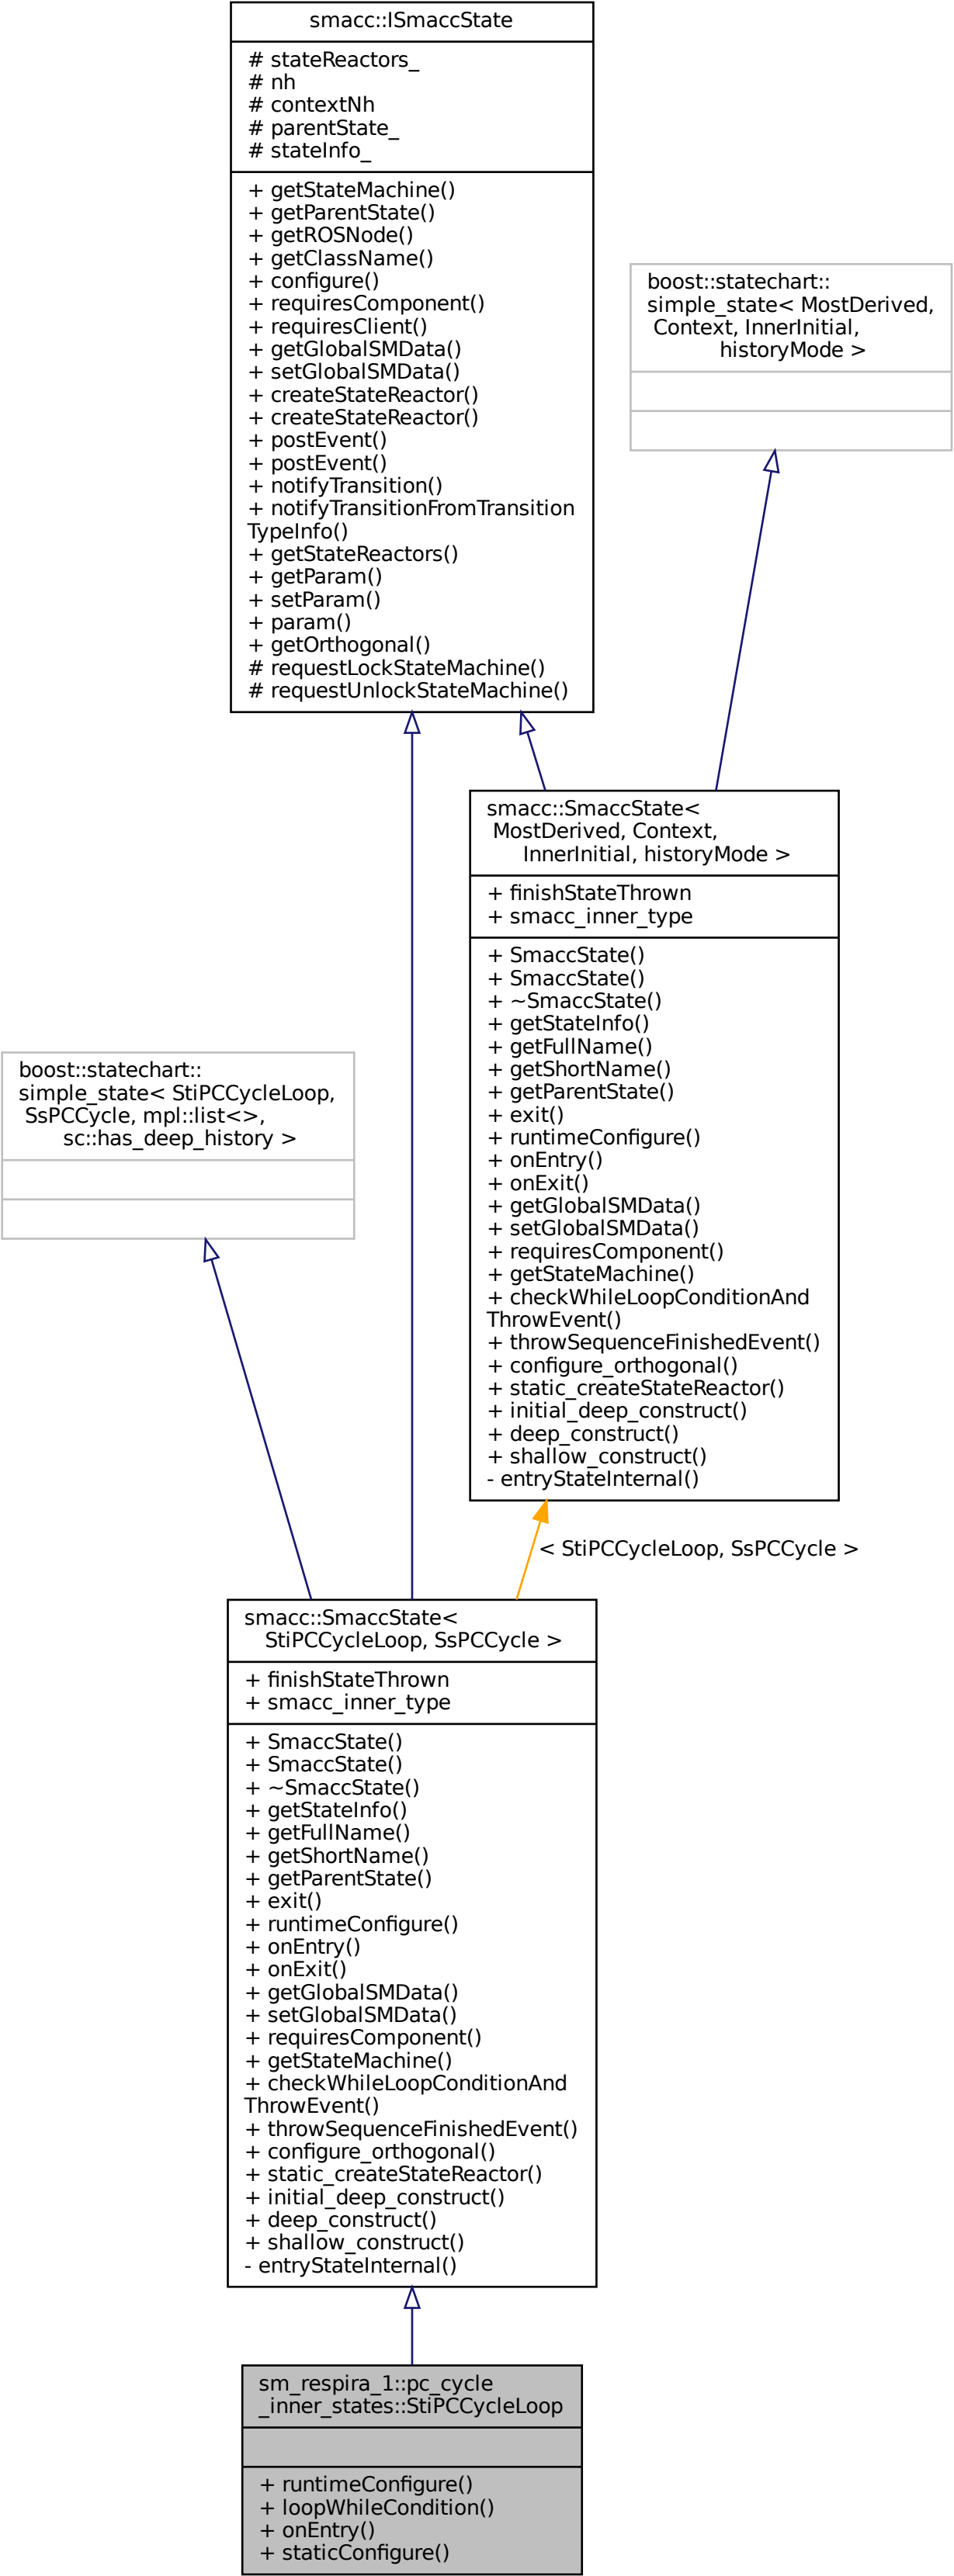 smacc::ISmaccState
# stateReactors_
# nh
# contextNh
# parentState_
# stateInfo_
+ getStateMachine()
+ getParentState()
+ getROSNode()
+ getClassName()
+ configure()
+ requiresComponent()
+ requiresClient()
+ getGlobalSMData()
+ setGlobalSMData()
+ createStateReactor()
+ createStateReactor()
+ postEvent()
+ postEvent()
+ notifyTransition()
+ notifyTransitionFromTransition
TypeInfo()
+ getStateReactors()
+ getParam()
+ setParam()
+ param()
+ getOrthogonal()
# requestLockStateMachine()
# requestUnlockStateMachine()
boost::statechart::
simple_state< MostDerived,
Context, InnerInitial,
historyMode >
smacc::SmaccState<
MostDerived, Context,
InnerInitial, historyMode >
+ finishStateThrown
+ smacc_inner_type
+ SmaccState()
+ SmaccState()
+ ~SmaccState()
+ getStateInfo()
+ getFullName()
+ getShortName()
+ getParentState()
+ exit()
+ runtimeConfigure()
+ onEntry()
+ onExit()
+ getGlobalSMData()
+ setGlobalSMData()
+ requiresComponent()
+ getStateMachine()
+ checkWhileLoopConditionAnd
ThrowEvent()
+ throwSequenceFinishedEvent()
+ configure_orthogonal()
+ static_createStateReactor()
+ initial_deep_construct()
+ deep_construct()
+ shallow_construct()
- entryStateInternal()
boost::statechart::
simple_state< StiPCCycleLoop,
SsPCCycle, mpl::list<>,
sc::has_deep_history >
< StiPCCycleLoop, SsPCCycle >
smacc::SmaccState<
StiPCCycleLoop, SsPCCycle >
+ finishStateThrown
+ smacc_inner_type
+ SmaccState()
+ SmaccState()
+ ~SmaccState()
+ getStateInfo()
+ getFullName()
+ getShortName()
+ getParentState()
+ exit()
+ runtimeConfigure()
+ onEntry()
+ onExit()
+ getGlobalSMData()
+ setGlobalSMData()
+ requiresComponent()
+ getStateMachine()
+ checkWhileLoopConditionAnd
ThrowEvent()
+ throwSequenceFinishedEvent()
+ configure_orthogonal()
+ static_createStateReactor()
+ initial_deep_construct()
+ deep_construct()
+ shallow_construct()
- entryStateInternal()
sm_respira_1::pc_cycle
_inner_states::StiPCCycleLoop
+ runtimeConfigure()
+ loopWhileCondition()
+ onEntry()
+ staticConfigure()